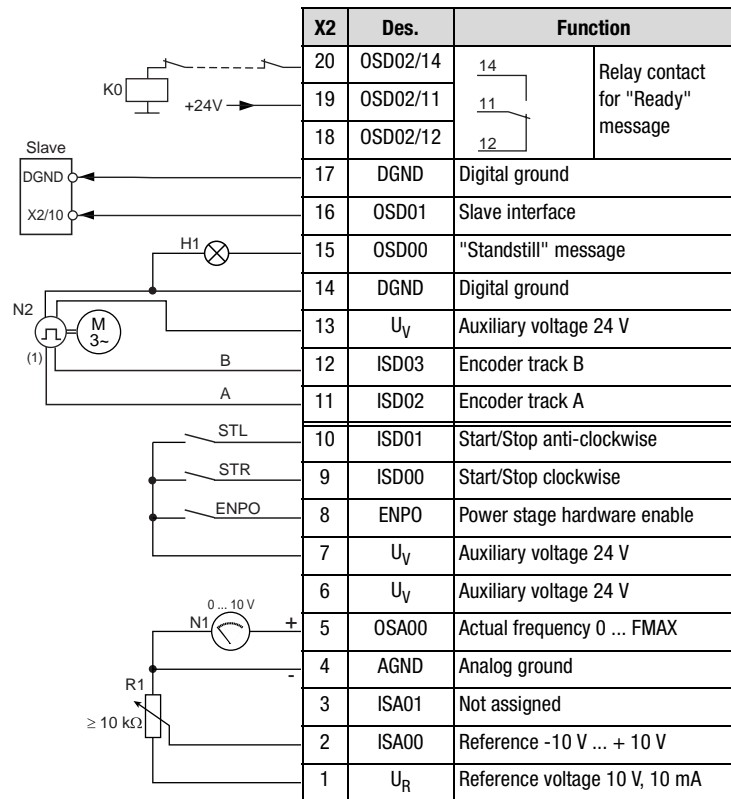 X2 Des. Function
20 OSD02/14 14 Relay contact
K0 +24V 19 OSD02/11 11 for "Ready"
18 OSD02/12 12 message
Slave
DGND 17 DGND Digital ground
X2/10 16 OSD01 Slave interface
H1 15 OSD00 "Standstill" message
14 DGND Digital ground
N2 M 3~ 13 UV Auxiliary voltage 24 V
(1) B 12 ISD03 Encoder track B
A 11 ISD02 Encoder track A
STL 10 ISD01 Start/Stop anti-clockwise
STR 9 ISD00 Start/Stop clockwise
ENPO 8 ENPO Power stage hardware enable
7 UV Auxiliary voltage 24 V
6 UV Auxiliary voltage 24 V
0 ... 10 V
N1 + 5 OSA00 Actual frequency 0 ... FMAX
- 4 AGND Analog ground
R1 3 ISA01 Not assigned
≥ 10 kΩ 2 ISA00 Reference -10 V ... + 10 V
1 UR Reference voltage 10 V, 10 mA